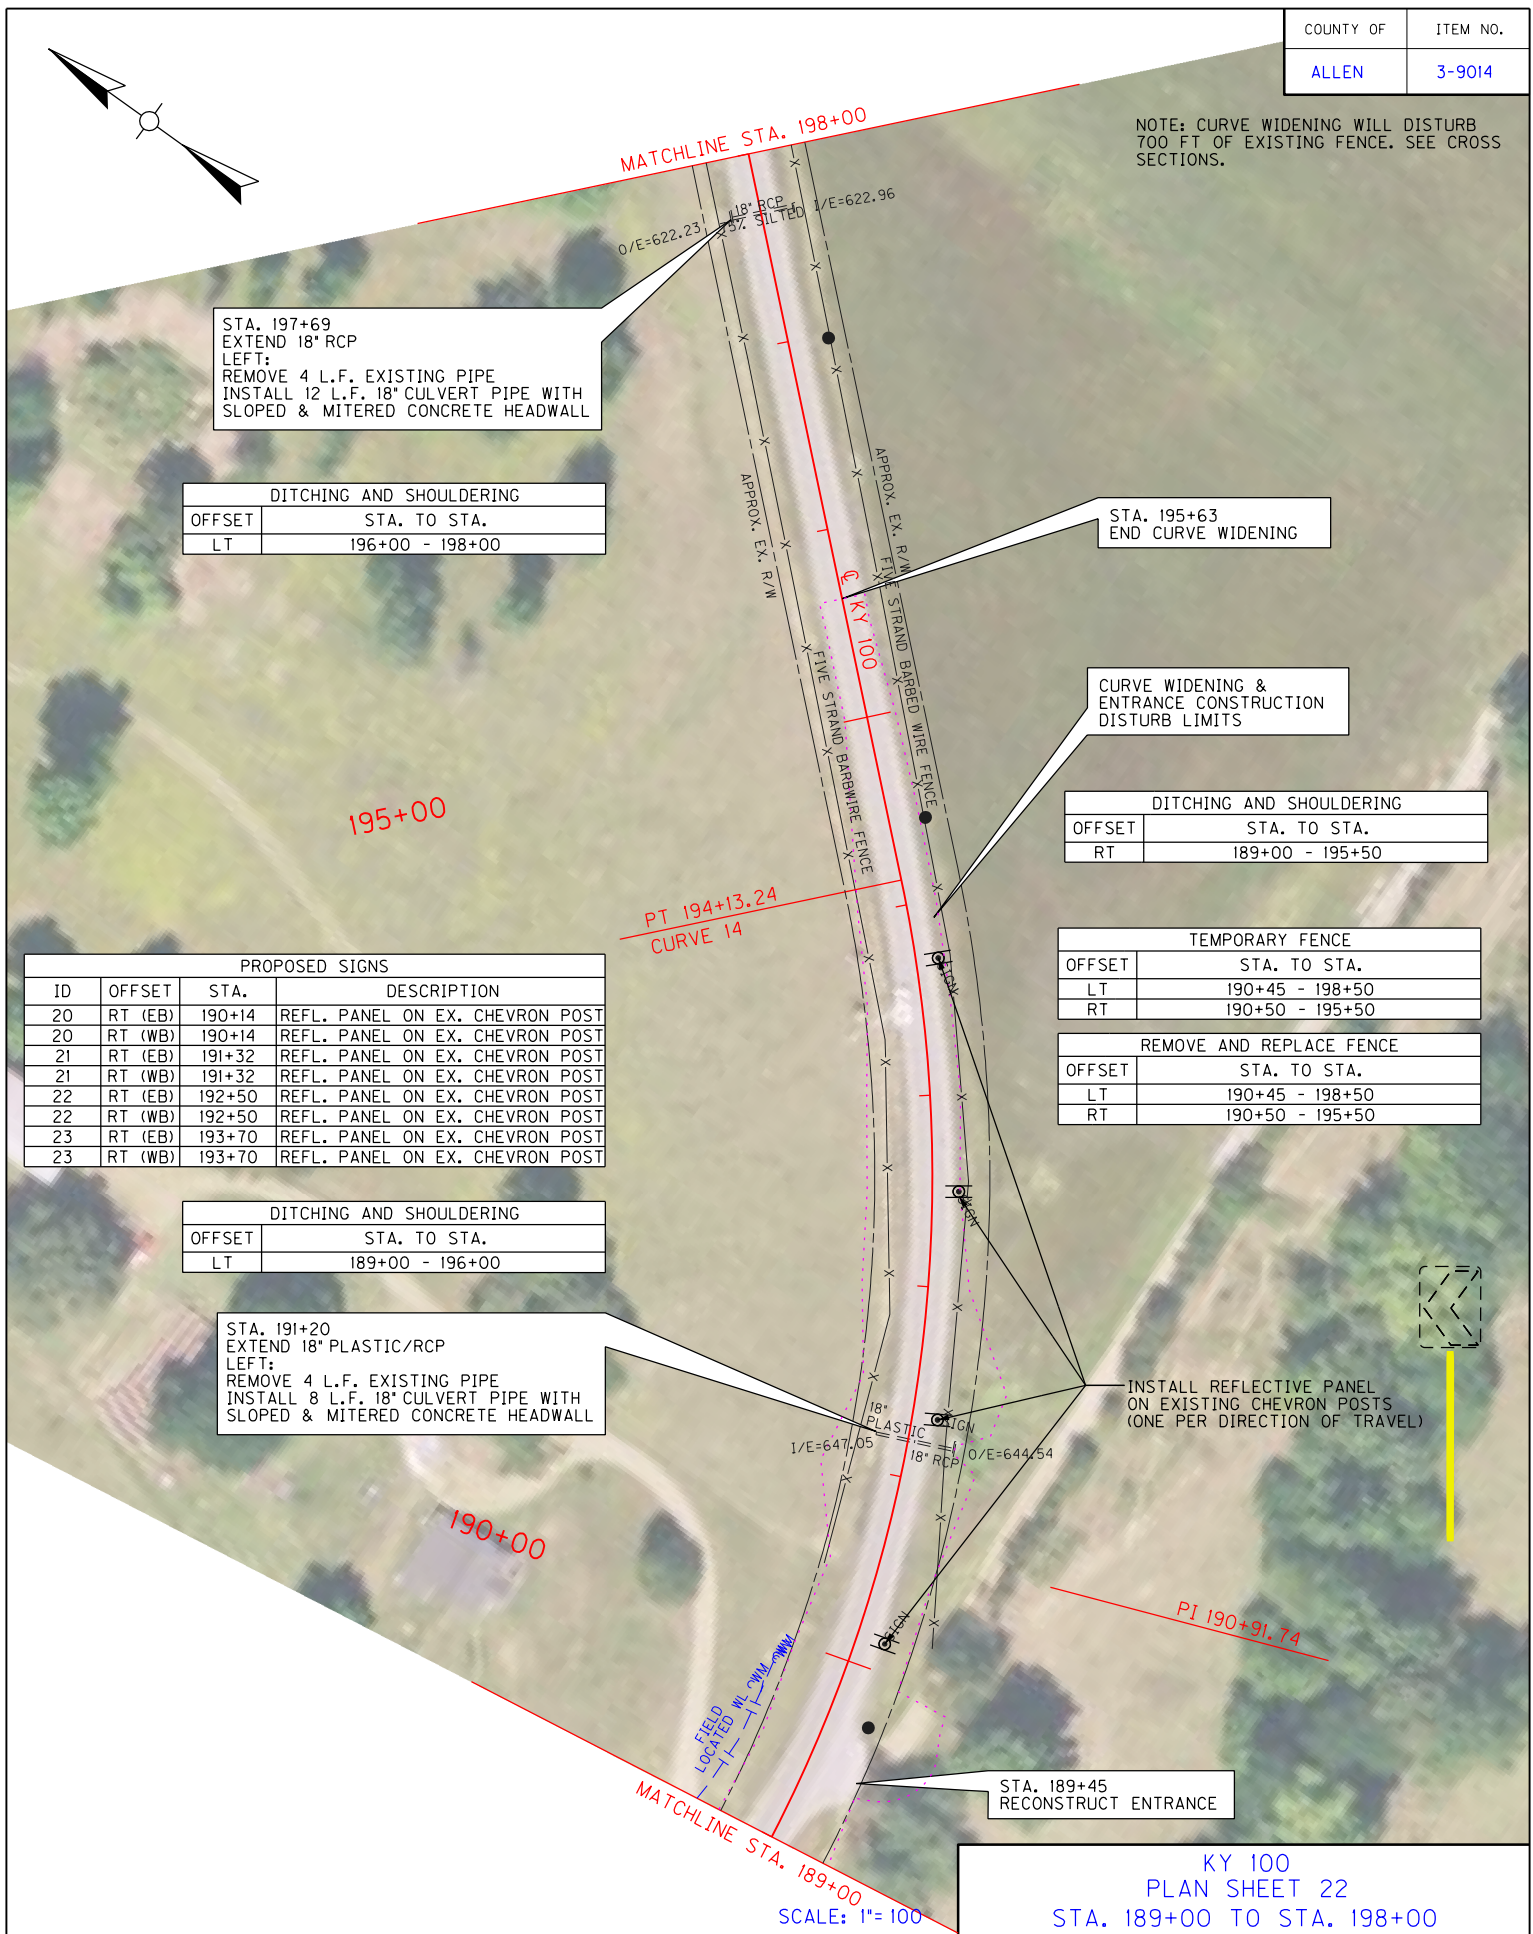 COUNTY OF
ITEM NO.
ALLEN
3-9014
NOTE: CURVE WIDENING WILL DISTURB
700 FT OF EXISTING FENCE. SEE CROSS
SECTIONS.
MATCHLINE STA. 198+00
18" RCP
5% SILTED
I/E=622.96
O/E=622.23
STA. 197+69
EXTEND 18" RCP
LEFT:
REMOVE 4 L.F. EXISTING PIPE
INSTALL 12 L.F. 18" CULVERT PIPE WITH
SLOPED & MITERED CONCRETE HEADWALL
DITCHING AND SHOULDERING
OFFSET STA. TO STA.
LT 196+00 - 198+00
APPROX. EX. R/W
APPROX. EX. R/W
STA. 195+63
END CURVE WIDENING
℄ KY 100
FIVE STRAND BARBED WIRE FENCE
FIVE STRAND BARBWIRE FENCE
CURVE WIDENING &
ENTRANCE CONSTRUCTION
DISTURB LIMITS
195+00
DITCHING AND SHOULDERING
OFFSET STA. TO STA.
RT 189+00 - 195+50
PT 194+13.24
CURVE 14
TEMPORARY FENCE
OFFSET STA. TO STA.
LT 190+45 - 198+50
RT 190+50 - 195+50
REMOVE AND REPLACE FENCE
OFFSET STA. TO STA.
LT 190+45 - 198+50
RT 190+50 - 195+50
PROPOSED SIGNS
ID OFFSET STA. DESCRIPTION
20 RT (EB) 190+14 REFL. PANEL ON EX. CHEVRON POST
20 RT (WB) 190+14 REFL. PANEL ON EX. CHEVRON POST
21 RT (EB) 191+32 REFL. PANEL ON EX. CHEVRON POST
21 RT (WB) 191+32 REFL. PANEL ON EX. CHEVRON POST
22 RT (EB) 192+50 REFL. PANEL ON EX. CHEVRON POST
22 RT (WB) 192+50 REFL. PANEL ON EX. CHEVRON POST
23 RT (EB) 193+70 REFL. PANEL ON EX. CHEVRON POST
23 RT (WB) 193+70 REFL. PANEL ON EX. CHEVRON POST
SIGN
SIGN
DITCHING AND SHOULDERING
OFFSET STA. TO STA.
LT 189+00 - 196+00
STA. 191+20
EXTEND 18" PLASTIC/RCP
LEFT:
REMOVE 4 L.F. EXISTING PIPE
INSTALL 8 L.F. 18" CULVERT PIPE WITH
SLOPED & MITERED CONCRETE HEADWALL
INSTALL REFLECTIVE PANEL
ON EXISTING CHEVRON POSTS
(ONE PER DIRECTION OF TRAVEL)
18"
PLASTIC
SIGN
I/E=647.05
18" RCP
O/E=644.54
190+00
PI 190+91.74
SIGN
FIELD
LOCATED WL
STA. 189+45
RECONSTRUCT ENTRANCE
MATCHLINE STA. 189+00
SCALE: 1"= 100
KY 100
PLAN SHEET 22
STA. 189+00 TO STA. 198+00